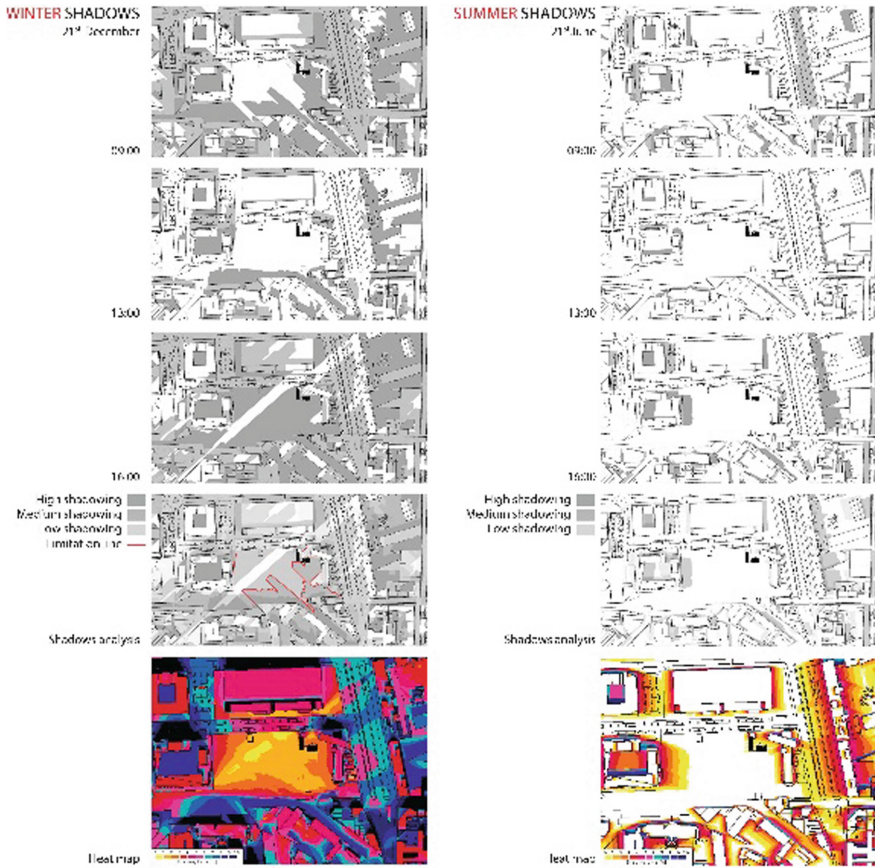 WINTER SHADOWS
21st December
09:00
13:00
16:00
High shadowing
Medium shadowing
Low shadowing
Limitation line
Shadows analysis
Heat map
SUMMER SHADOWS
21st June
09:00
13:00
16:00
High shadowing
Medium shadowing
Low shadowing
Shadows analysis
Heat map